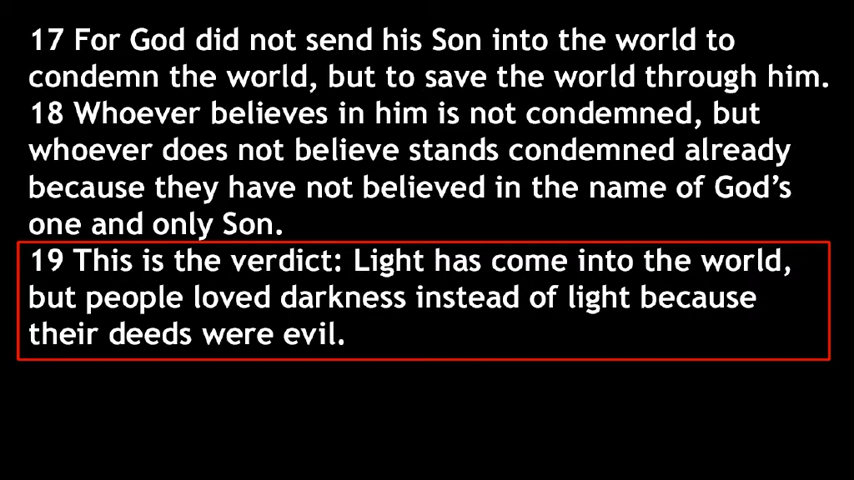 17 For God did not send his Son into the world to
condemn the world, but to save the world through him.
18 Whoever believes in him is not condemned, but
whoever does not believe stands condemned already
because they have not believed in the name of God’s
one and only Son.
19 This is the verdict: Light has come into the world,
but people loved darkness instead of light because
their deeds were evil.